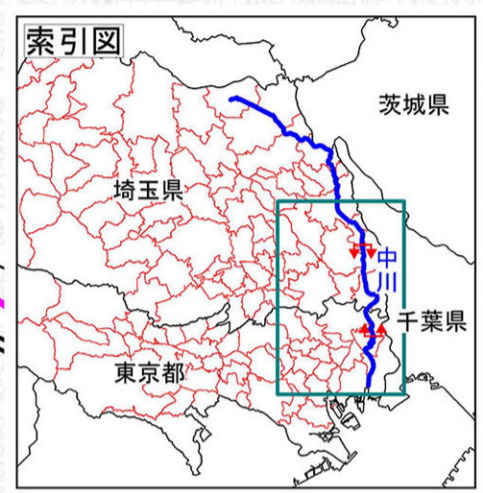 索引図
茨城県
埼玉県
中川
千葉県
東京都